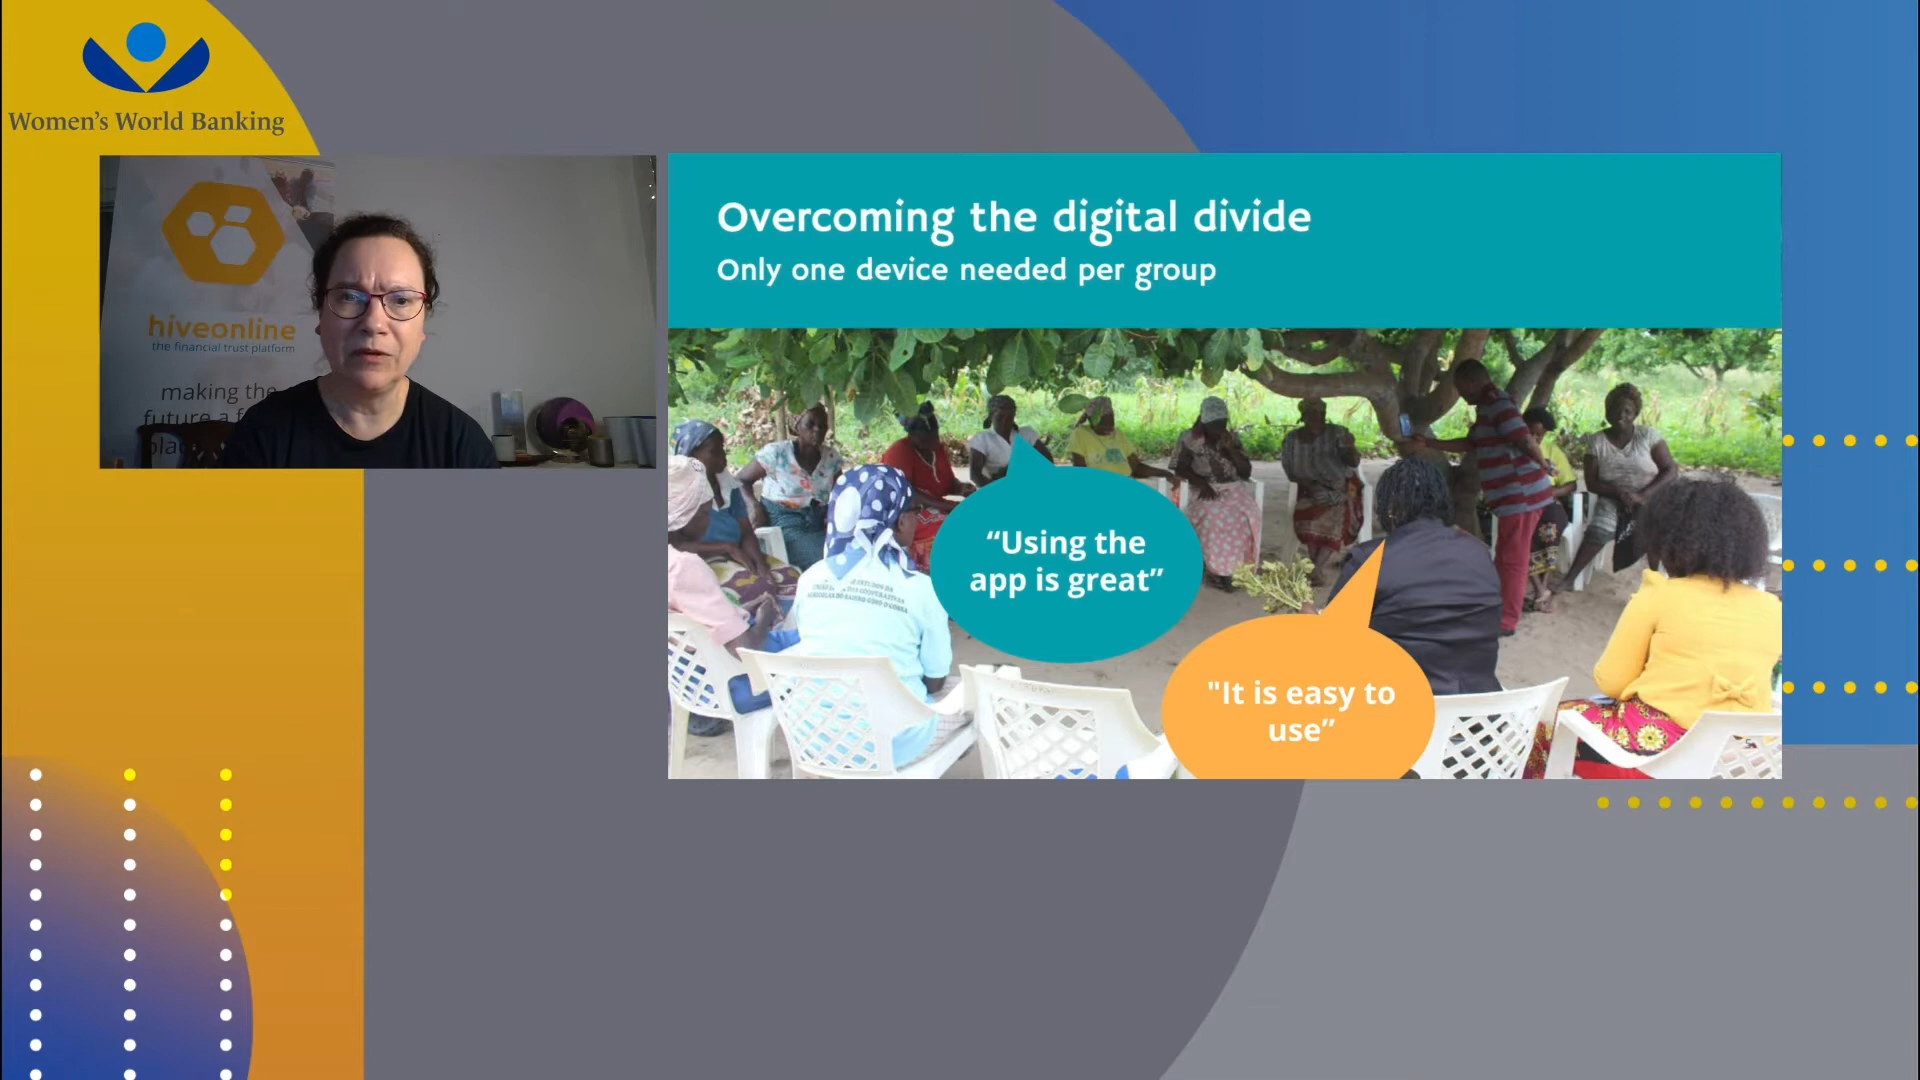 Women's World Banking
hiveonline
the financial trust platform
making the
future a
Overcoming the digital divide
Only one device needed per group
“Using the
app is great”
"It is easy to
use”